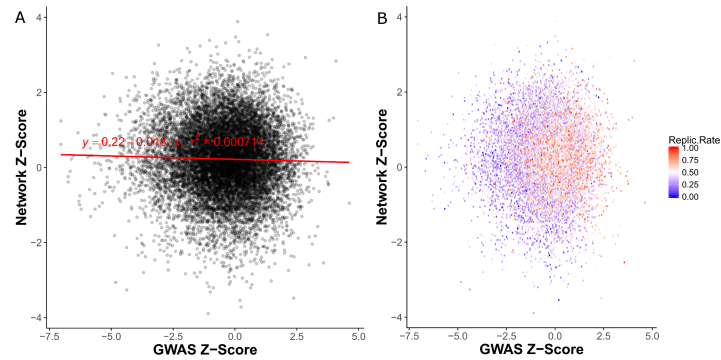 A
B
4
2
0
−2
−4
Network Z−Score
y = 0.22 - 0.018
= 0.000714
−7.5 −5.0 −2.5 0.0 2.5 5.0
GWAS Z−Score
4
2
0
−2
−4
Network Z−Score
−7.5 −5.0 −2.5 0.0 2.5 5.0
GWAS Z−Score
Replic.Rate
1.00
0.75
0.50
0.25
0.00